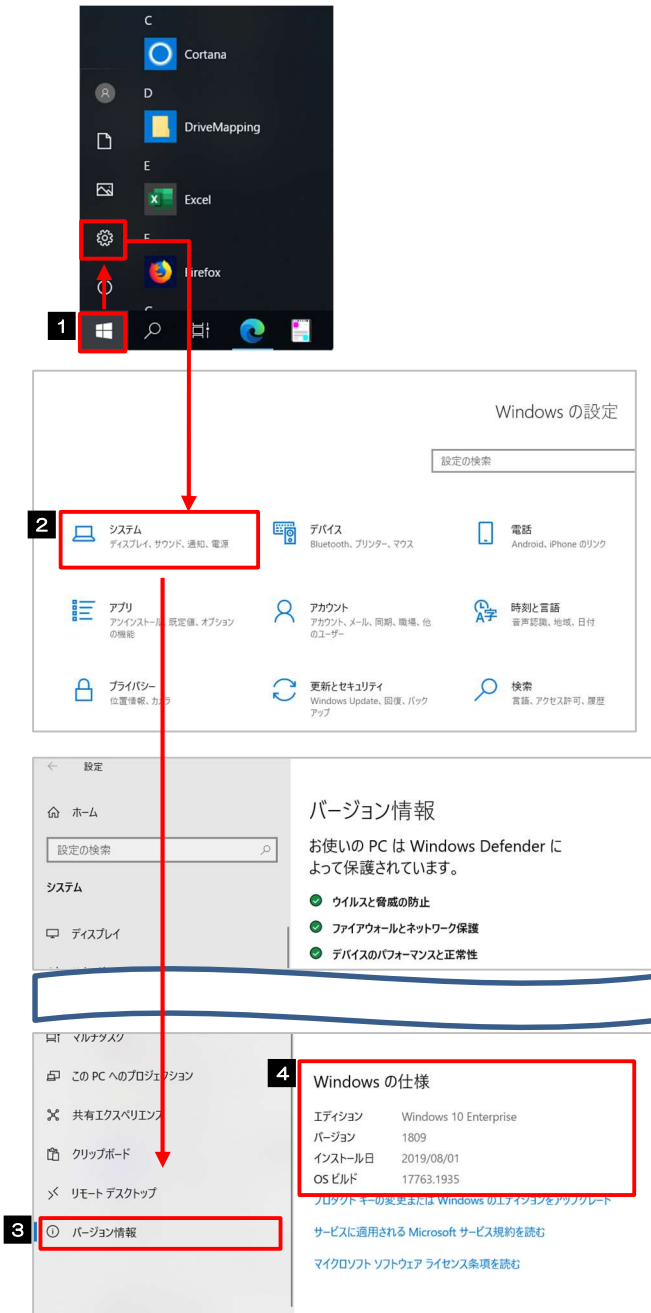 C
Cortana
D
DriveMapping
E
Excel
F
Firefox
1
Windows の設定
設定の検索
2
システム
ディスプレイ、サウンド、通知、電源
デバイス
Bluetooth、プリンター、マウス
電話
Android、iPhone のリンク
アプリ
アンインストール、既定値、オプション
の機能
アカウント
アカウント、メール、同期、職場、他
のユーザー
時刻と言語
音声認識、地域、日付
プライバシー
位置情報、カメラ
更新とセキュリティ
Windows Update、回復、バック
アップ
検索
言語、アクセス許可、履歴
設定
ホーム
設定の検索
システム
ディスプレイ
バージョン情報
お使いの PC は Windows Defender に
よって保護されています。
ウイルスと脅威の防止
ファイアウォールとネットワーク保護
デバイスのパフォーマンスと正常性
マルチタスク
この PC へのプロジェクション
共有エクスペリエンス
クリップボード
リモート デスクトップ
3
バージョン情報
4
Windows の仕様
エディション Windows 10 Enterprise
バージョン 1809
インストール日 2019/08/01
OS ビルド 17763.1935
プロダクト キーの変更または Windows のエディションをアップグレード
サービスに適用される Microsoft サービス規約を読む
マイクロソフト ソフトウェア ライセンス条項を読む